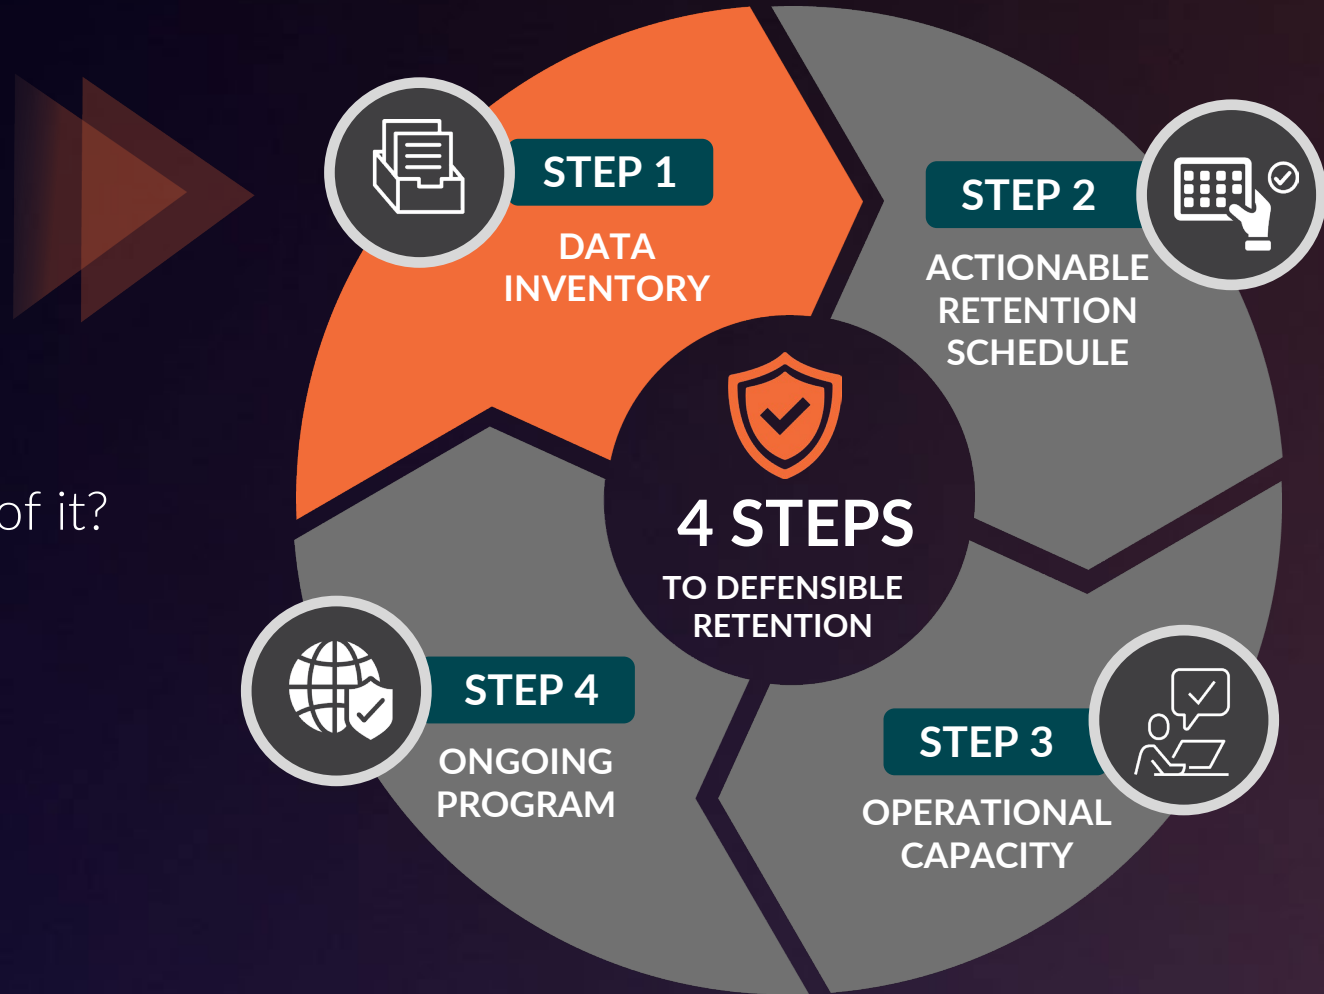 STEP 1
DATA
INVENTORY
STEP 2
ACTIONABLE
RETENTION
SCHEDULE
4 STEPS
TO DEFENSIBLE
RETENTION
of it?
STEP 3
OPERATIONAL
CAPACITY
STEP 4
ONGOING
PROGRAM